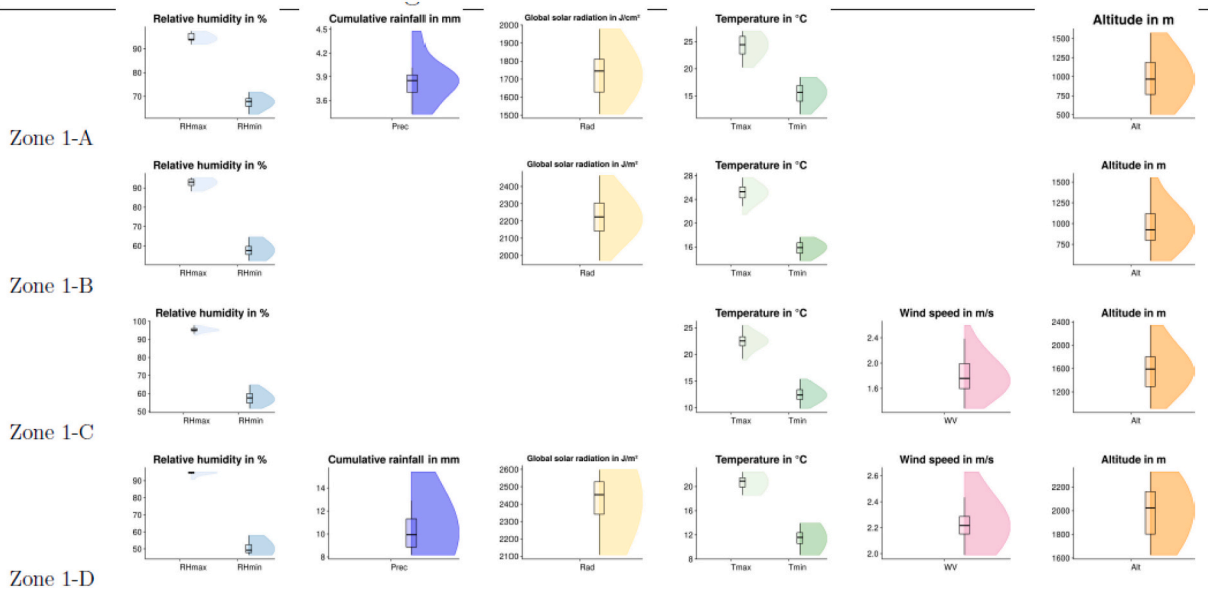 Relative humidity in % Cumulative rainfall in mm Global solar radiation in J/cm² Temperature in °C Altitude in m
90 80 70 RHmax RHmin
4.5 4.2 3.9 3.6 Prec
2000 1900 1800 1700 1600 1500 Rad
25 20 15 Tmax Tmin
1500 1250 1000 750 500 Alt
Zone 1-A
Relative humidity in % Global solar radiation in J/m² Temperature in °C Altitude in m
90 80 70 60 RHmax RHmin
2400 2300 2200 2100 2000 Rad
28 24 20 16 Tmax Tmin
1500 1250 1000 750 Alt
Zone 1-B
Relative humidity in % Temperature in °C Wind speed in m/s Altitude in m
100 90 80 70 60 50 RHmax RHmin
25 20 15 10 Tmax Tmin
2.4 2.0 1.6 WV
2400 2000 1600 1200 Alt
Zone 1-C
Relative humidity in % Cumulative rainfall in mm Global solar radiation in J/m² Temperature in °C Wind speed in m/s Altitude in m
90 80 70 60 50 RHmax RHmin
14 12 10 8 Prec
2600 2500 2400 2300 2200 2100 Rad
20 16 12 8 Tmax Tmin
2.6 2.4 2.2 2.0 WV
2200 2000 1800 1600 Alt
Zone 1-D